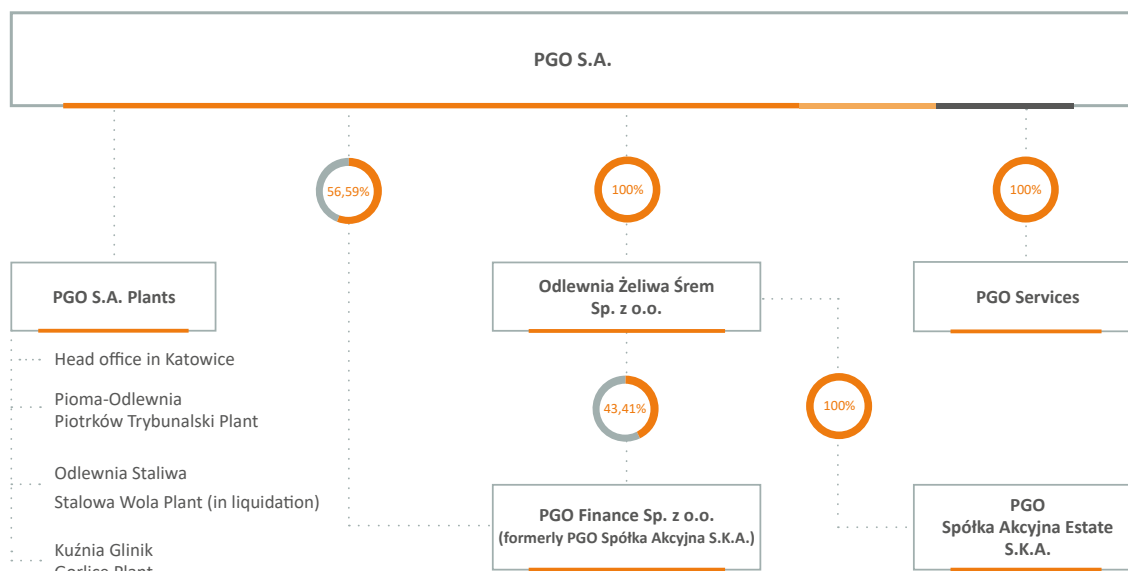 PGO S.A.
56,59%
100%
100%
PGO S.A. Plants
Odlewnia Żeliwa Śrem
Sp. z o.o.
PGO Services
Head office in Katowice
Pioma-Odlewnia
Piotrków Trybunalski Plant
43,41%
100%
Odlewnia Staliwa
Stalowa Wola Plant (in liquidation)
PGO Finance Sp. z o.o.
(formerly PGO Spółka Akcyjna S.K.A.)
PGO
Spółka Akcyjna Estate
S.K.A.
Kuźnia Glinik
Gorlice Plant